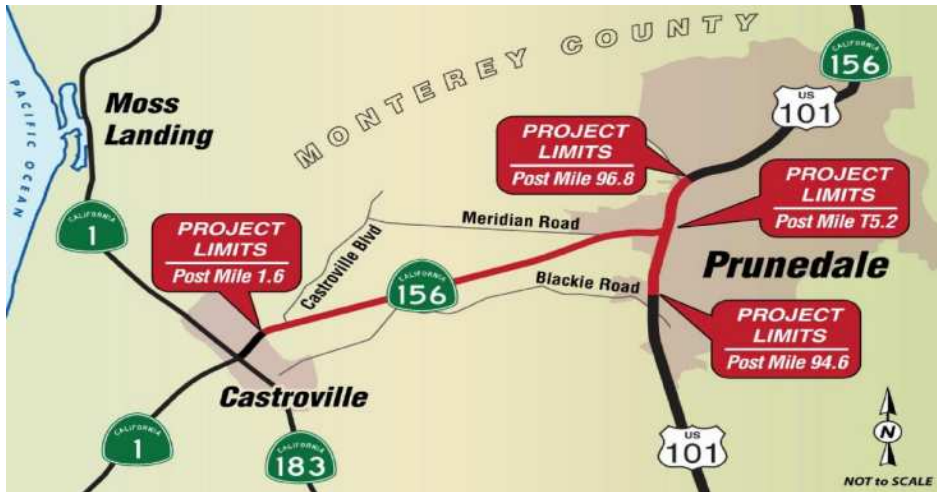 MONTEREY COUNTY
CALIFORNIA
156
US
101
PACIFIC OCEAN
Moss
Landing
PROJECT
LIMITS
Post Mile 96.8
PROJECT
LIMITS
Post Mile T5.2
CALIFORNIA
1
PROJECT
LIMITS
Post Mile 1.6
Castroville Blvd
Meridian Road
Prunedale
CALIFORNIA
156
Blackie Road
PROJECT
LIMITS
Post Mile 94.6
Castroville
CALIFORNIA
1
CALIFORNIA
183
US
101
N
NOT to SCALE